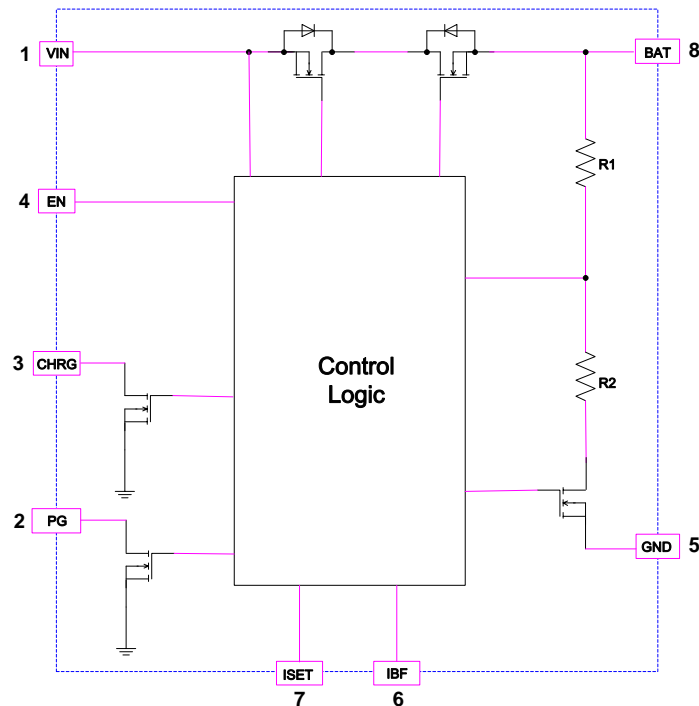 1 VIN
BAT 8
R1
4 EN
3 CHRG
Control
Logic
R2
2 PG
GND 5
ISET
IBF
7
6